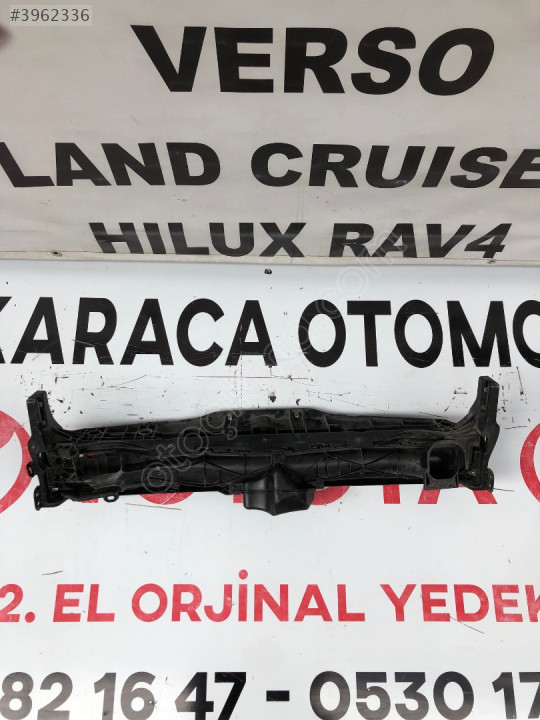 #3962336
VERSO
LAND CRUISE
HILUX RAV4
KARACA OTOMO
2. EL ORJİNAL YEDEK
82 16 47 - 0530 17